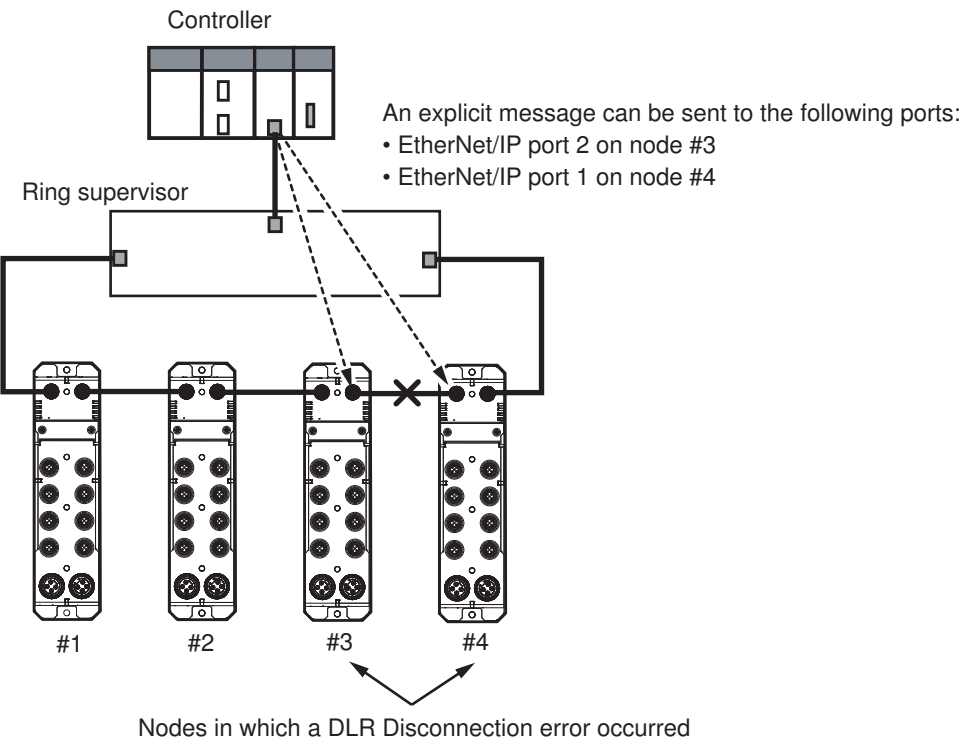 Controller
An explicit message can be sent to the following ports:
• EtherNet/IP port 2 on node #3
• EtherNet/IP port 1 on node #4
Ring supervisor
#1
#2
#3
#4
Nodes in which a DLR Disconnection error occurred